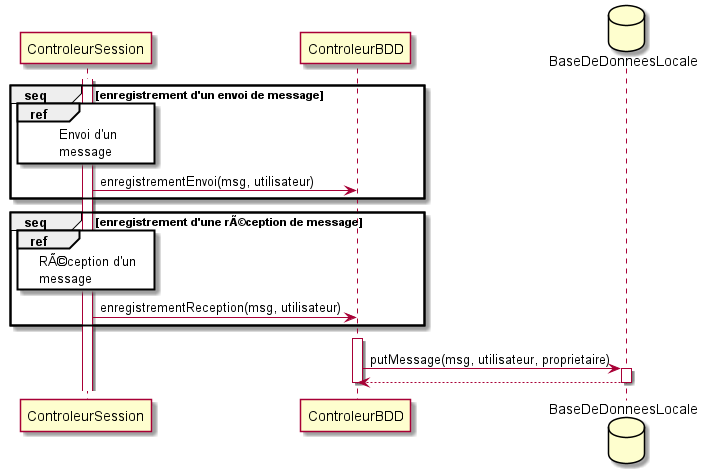 ControleurSession
ControleurBDD
BaseDeDonneesLocale
seq [enregistrement d'un envoi de message]
ref
Envoi d'un
message
enregistrementEnvoi(msg, utilisateur)
seq [enregistrement d'une rÃ©ception de message]
ref
RÃ©ception d'un
message
enregistrementReception(msg, utilisateur)
putMessage(msg, utilisateur, proprietaire)
ControleurSession
ControleurBDD
BaseDeDonneesLocale